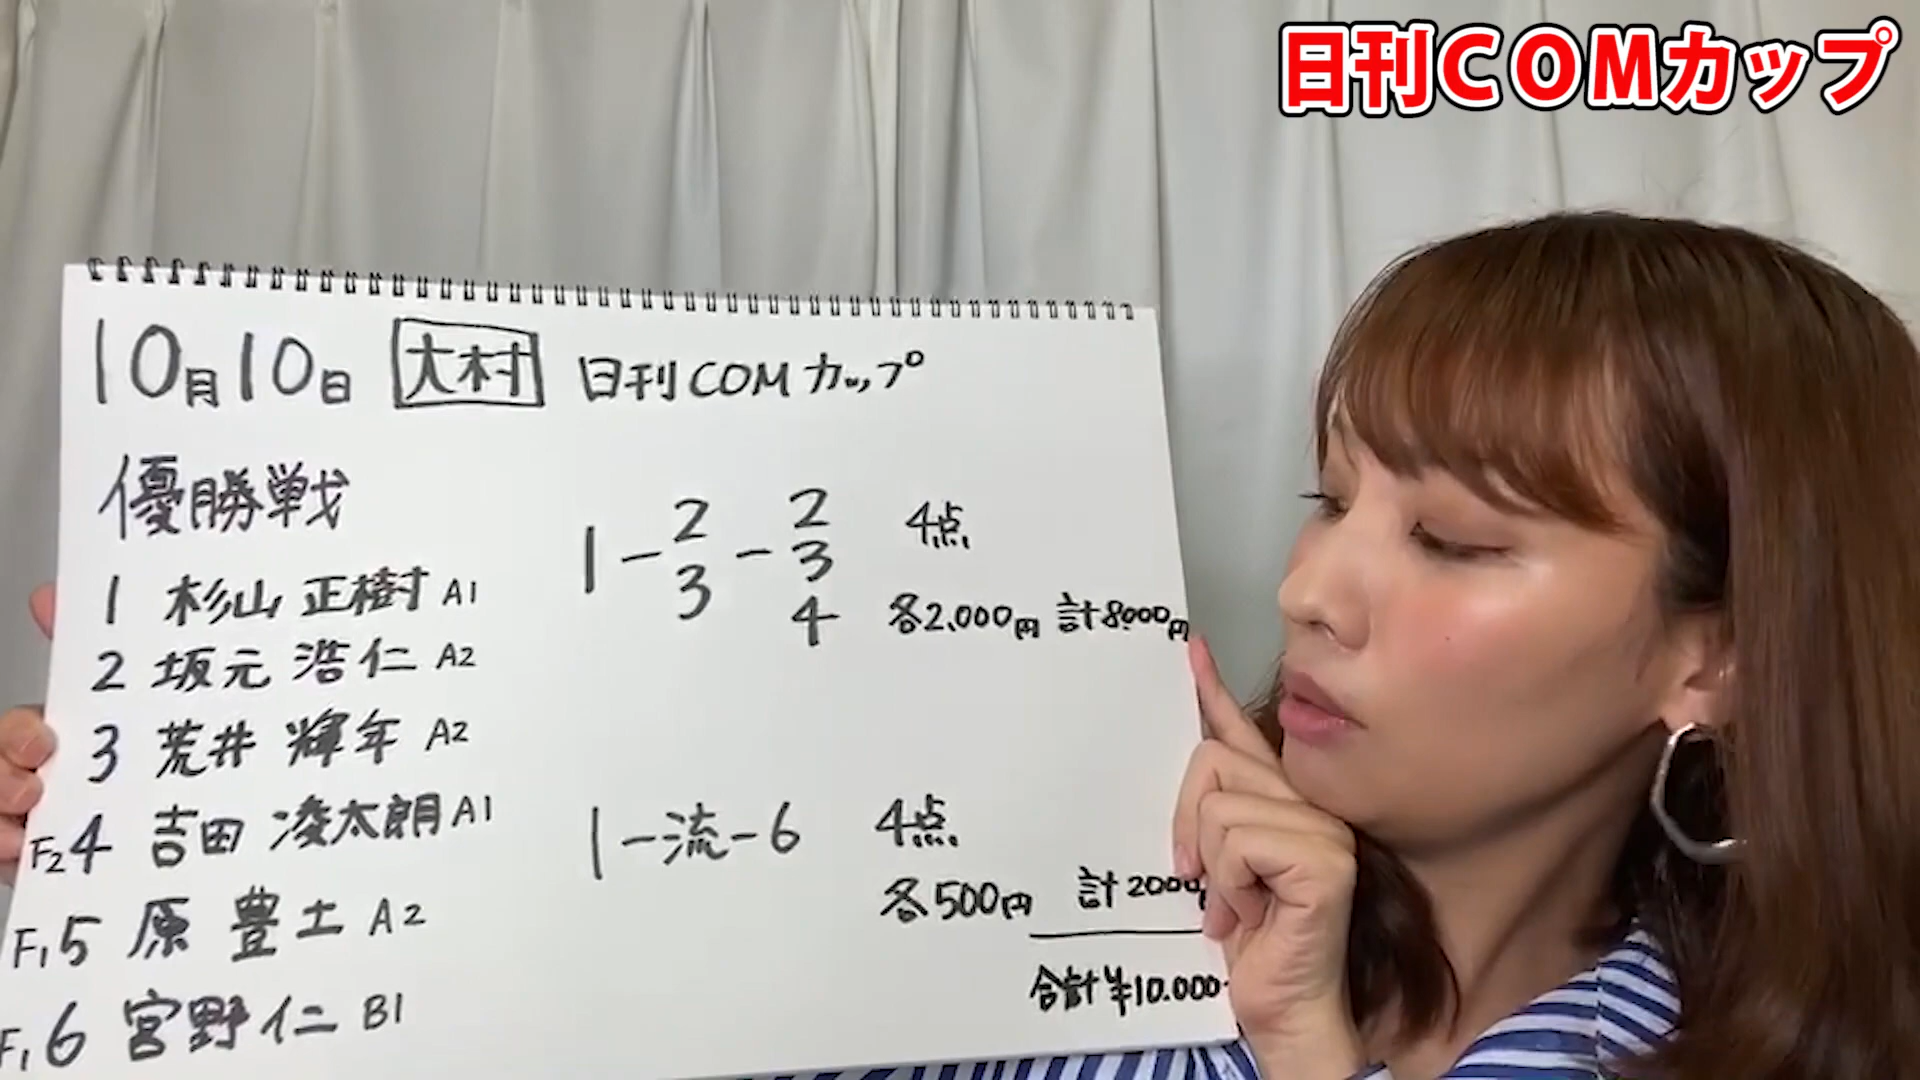 日刊COMカップ
10月10日 大村 日刊COMカップ
優勝戦
1 杉山 正樹 A1
2 坂元 浩仁 A2
3 荒井 輝年 A2
F2 4 吉田 凌太朗 A1
F1 5 原 豊土 A2
F1 6 宮野 仁 B1
1-2-2 4点
3 3
4 各2,000円 計8,000円
1-流-6 4点
各500円 計2000円
合計¥10.000-